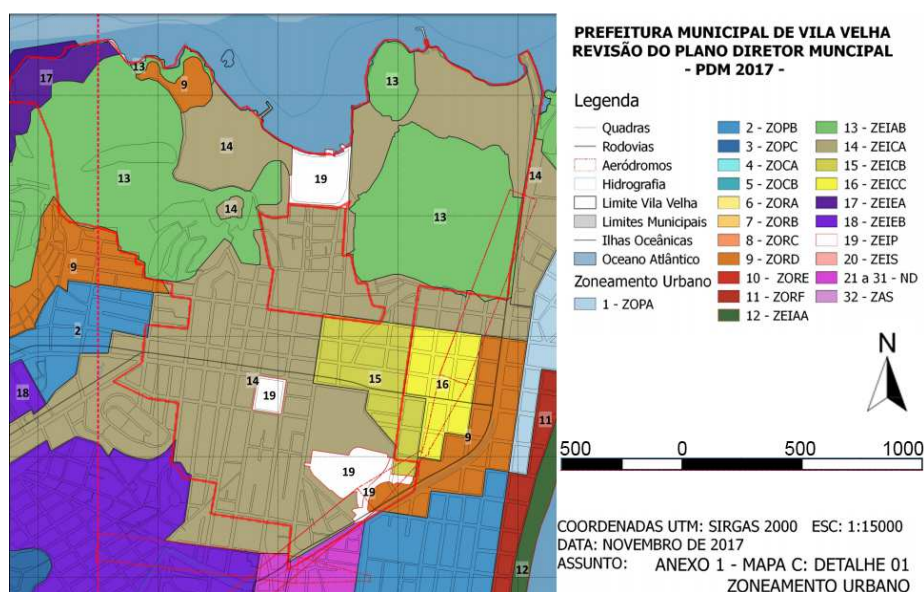 PREFEITURA MUNICIPAL DE VILA VELHA
REVISÃO DO PLANO DIRETOR MUNCIPAL
- PDM 2017 -
Legenda
Quadras
Rodovias
Aeródromos
Hidrografia
Limite Vila Velha
Limites Municipais
Ilhas Oceânicas
Oceano Atlântico
Zoneamento Urbano
1 - ZOPA
2 - ZOPB
3 - ZOPC
4 - ZOCA
5 - ZOCB
6 - ZORA
7 - ZORB
8 - ZORC
9 - ZORD
10 - ZORE
11 - ZORF
12 - ZEIAA
13 - ZEIAB
14 - ZEICA
15 - ZEICB
16 - ZEICC
17 - ZEIEA
18 - ZEIEB
19 - ZEIP
20 - ZEIS
21 a 31 - ND
32 - ZAS
N
500 0 500 1000
COORDENADAS UTM: SIRGAS 2000 ESC: 1:15000
DATA: NOVEMBRO DE 2017
ASSUNTO: ANEXO 1 - MAPA C: DETALHE 01
ZONEAMENTO URBANO
13
17
9
13
14
19
13
14
14
13
9
2
14
19
15
16
18
9
11
19
19
12